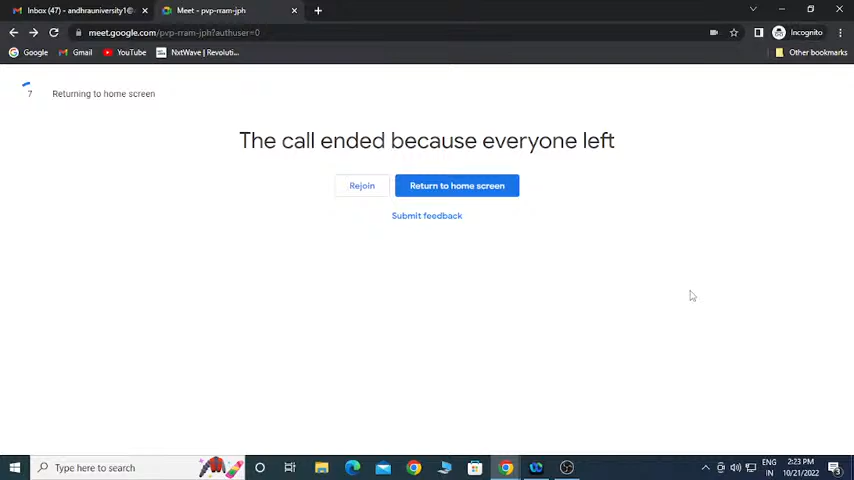 Inbox (47) - andhrauniversity1@
Meet - pvp-rram-jph
meet.google.com/pvp-rram-jph?authuser=0
Incognito
Google
Gmail
YouTube
NxtWave | Revoluti...
Other bookmarks
7
Returning to home screen
The call ended because everyone left
Rejoin
Return to home screen
Submit feedback
Type here to search
ENG
IN
2:23 PM
10/21/2022
3